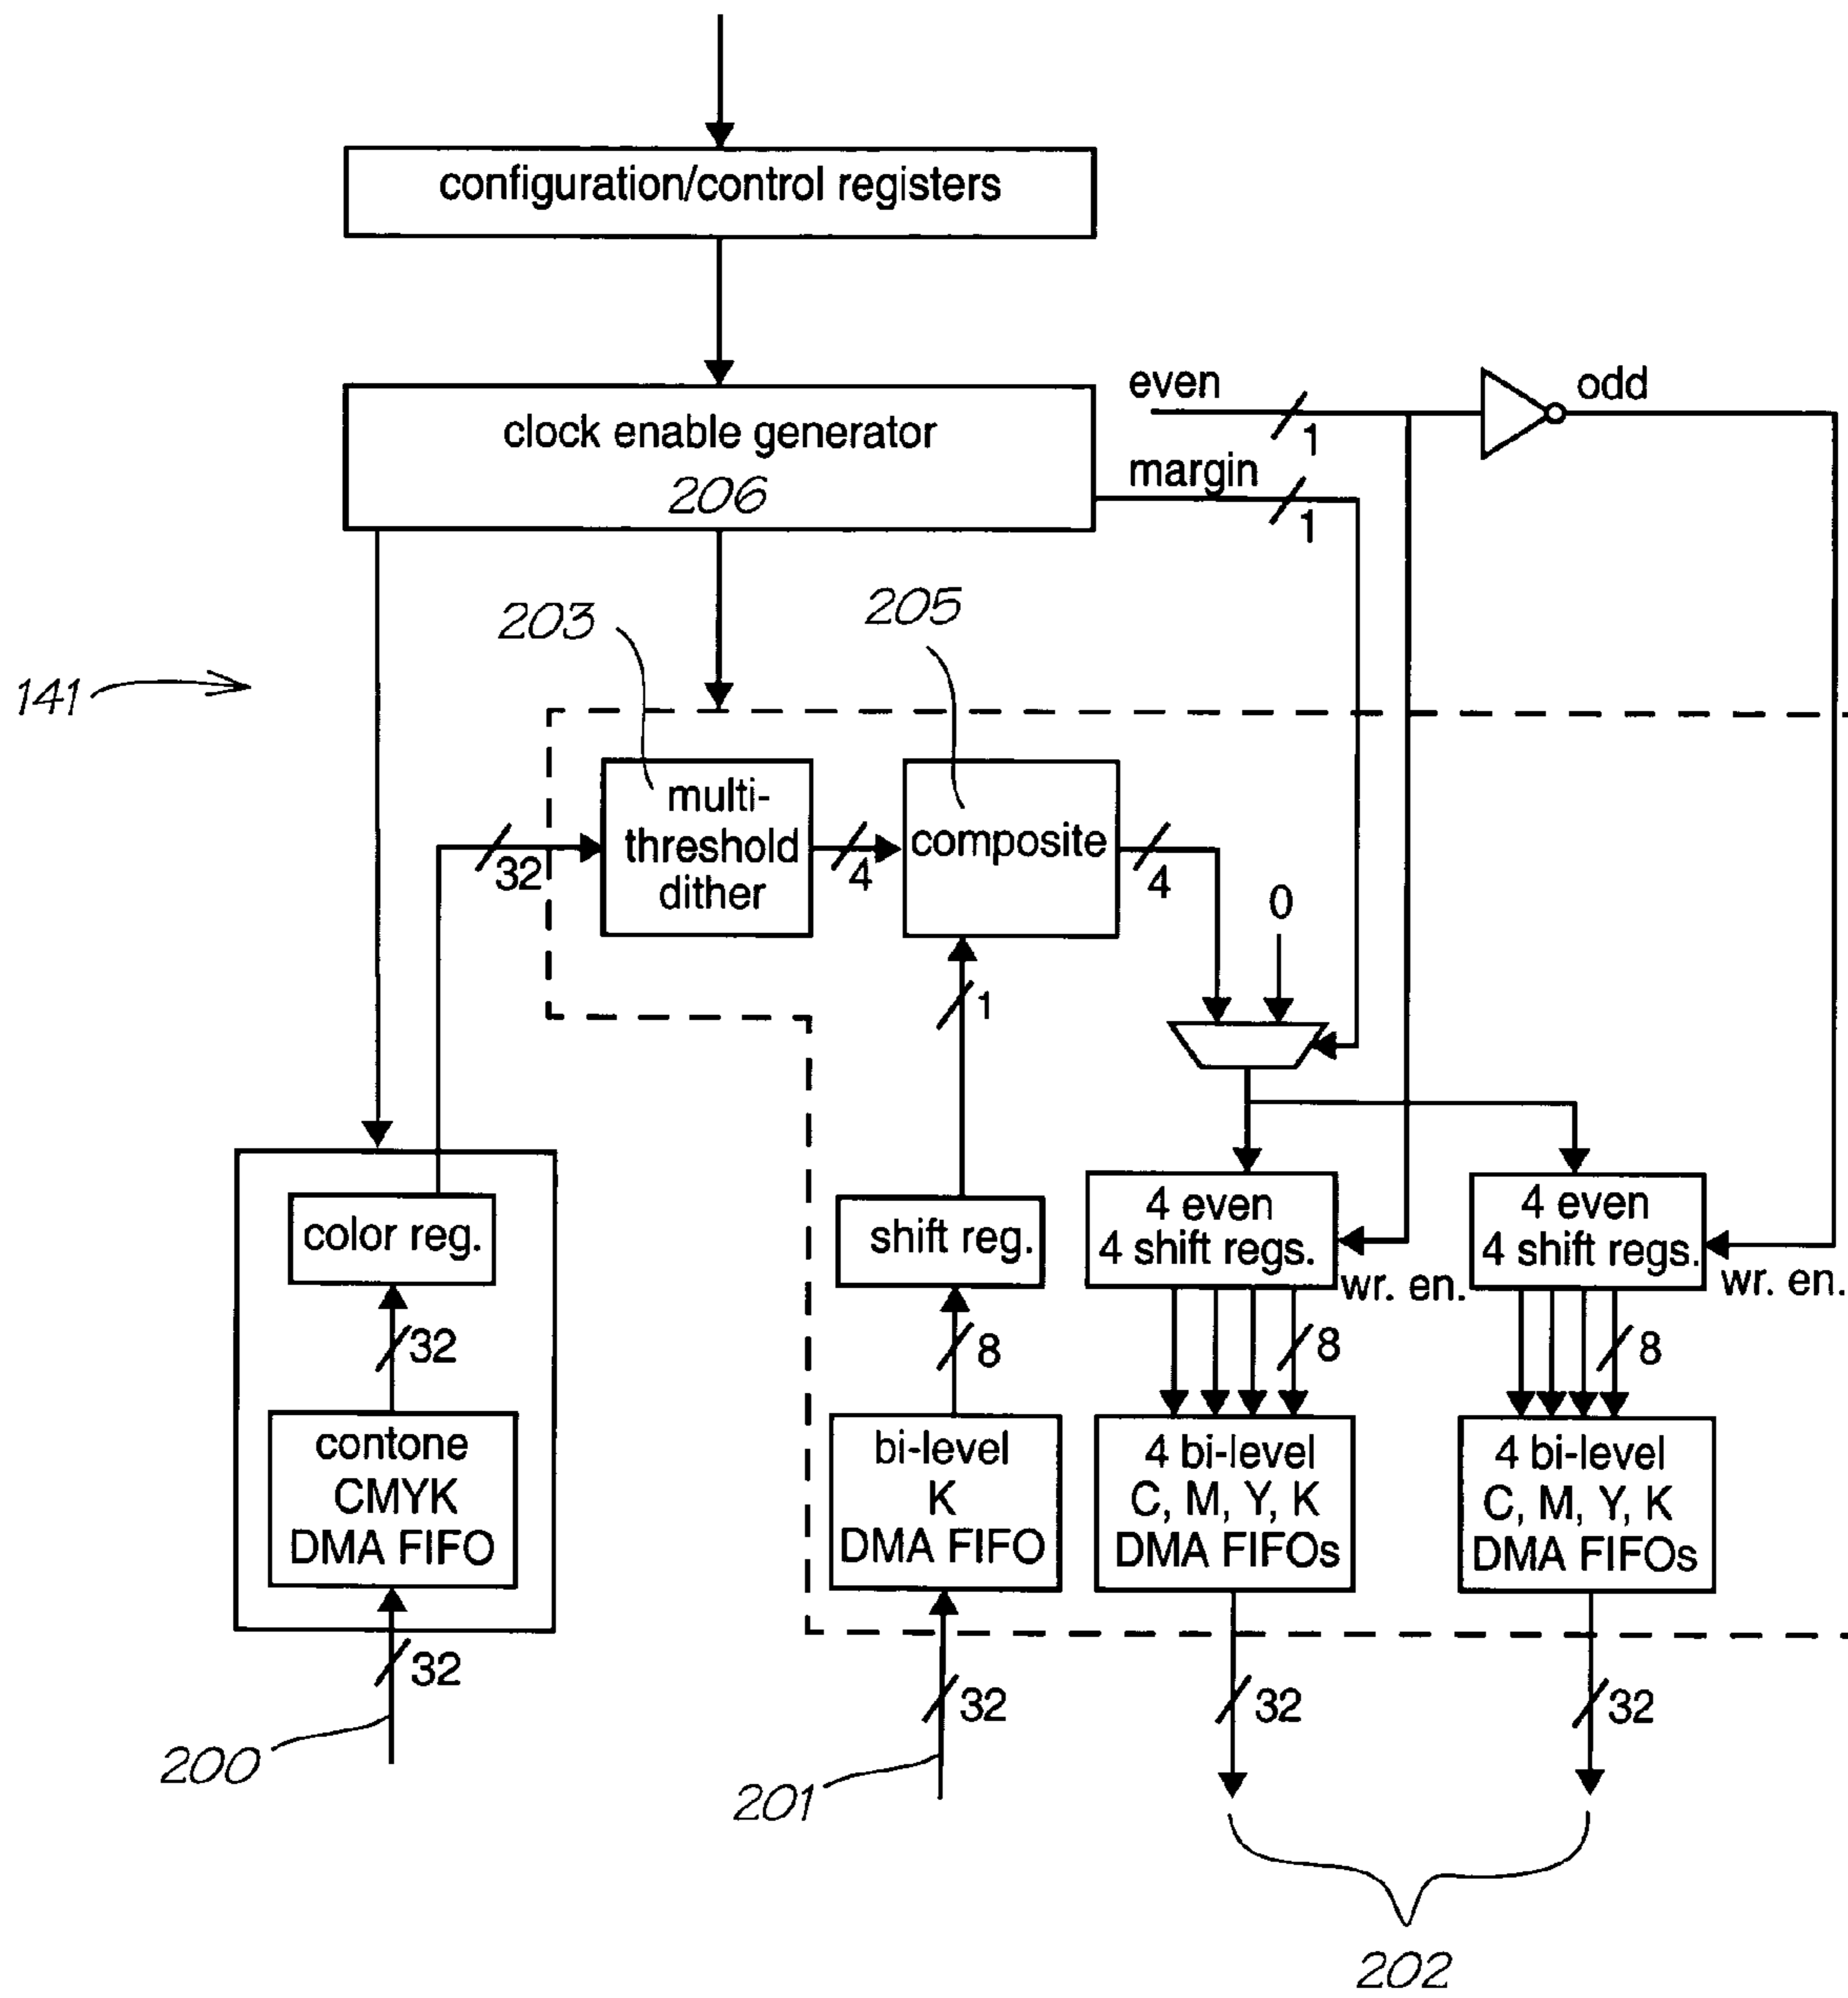 configuration/control registers
clock enable generator
206
even
1
odd
margin
1
141
203
205
multi-
threshold
dither
composite
32
4
4
0
1
color reg.
shift reg.
4 even
4 shift regs.
wr. en.
4 even
4 shift regs.
wr. en.
32
8
8
8
contone
CMYK
DMA FIFO
bi-level
K
DMA FIFO
4 bi-level
C, M, Y, K
DMA FIFOs
4 bi-level
C, M, Y, K
DMA FIFOs
32
32
32
32
200
201
202